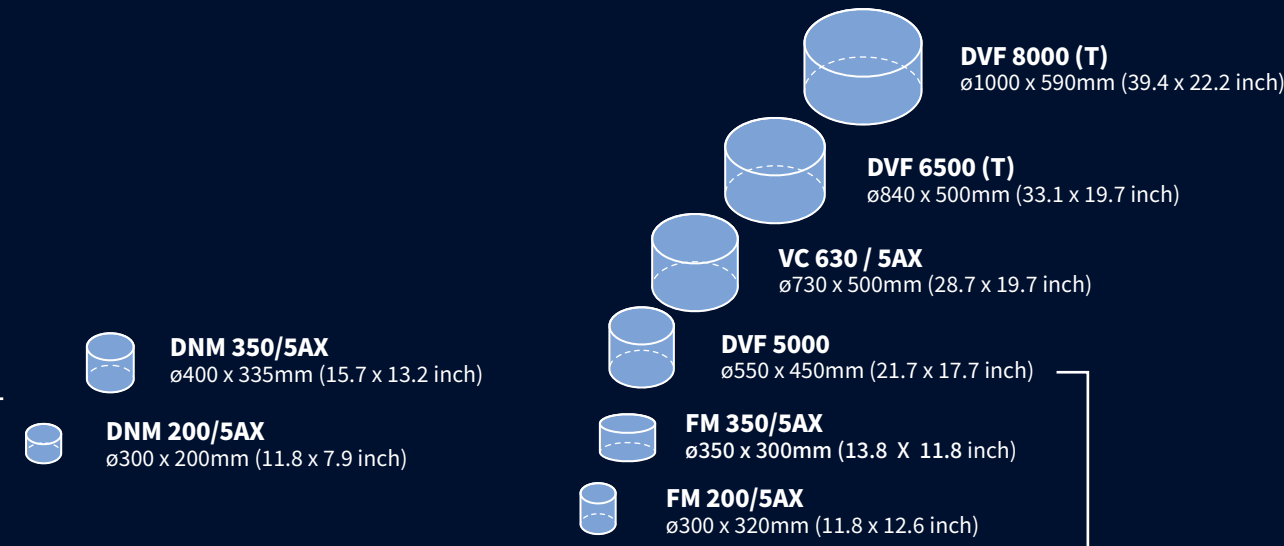 DVF 8000 (T)
ø1000 x 590mm (39.4 x 22.2 inch)
DVF 6500 (T)
ø840 x 500mm (33.1 x 19.7 inch)
VC 630 / 5AX
ø730 x 500mm (28.7 x 19.7 inch)
DNM 350/5AX
ø400 x 335mm (15.7 x 13.2 inch)
DVF 5000
ø550 x 450mm (21.7 x 17.7 inch)
DNM 200/5AX
ø300 x 200mm (11.8 x 7.9 inch)
FM 350/5AX
ø350 x 300mm (13.8 X 11.8 inch)
FM 200/5AX
ø300 x 320mm (11.8 x 12.6 inch)